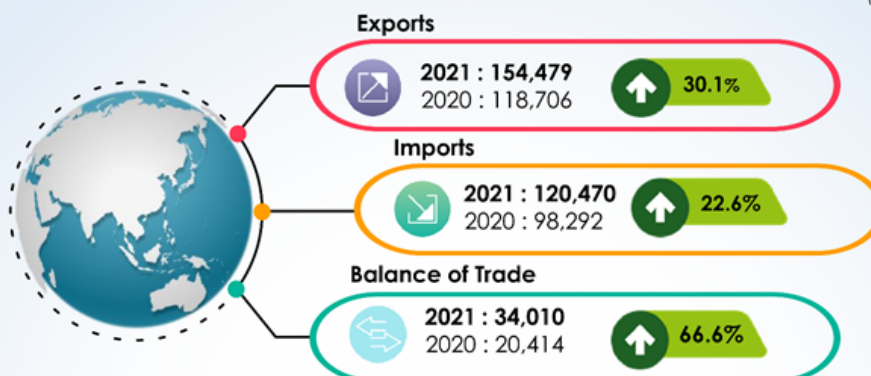 Exports
2021 : 154,479
2020 : 118,706
30.1%
Imports
2021 : 120,470
2020 : 98,292
22.6%
Balance of Trade
2021 : 34,010
2020 : 20,414
66.6%